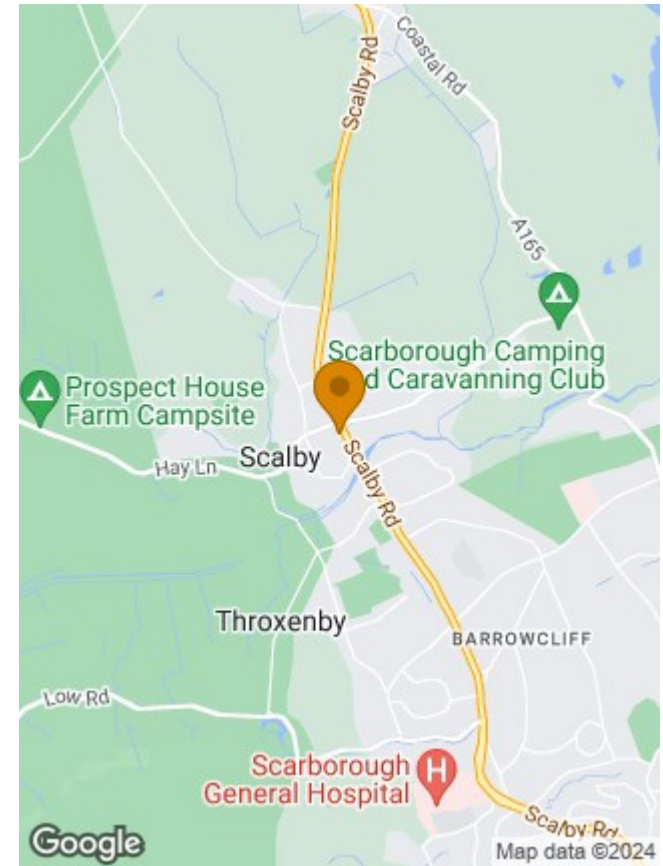 Coastal Rd
Scalby Rd
A165
Scarborough Camping
d Caravanning Club
Prospect House
Farm Campsite
Scalby
Hay Ln
Scalby Rd
Throxenby
BARROWCLIFF
Low Rd
Scarborough
General Hospital
H
Scalby Rd
Google
Map data ©2024